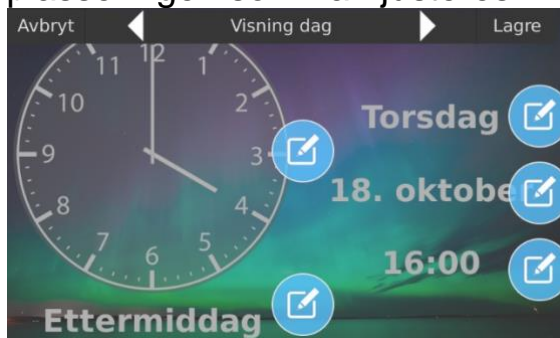 Avbryt
Visning dag
Lagre
12
11
1
10
2
9
3
8
4
7
5
6
Torsdag
18. oktober
16:00
Ettermiddag